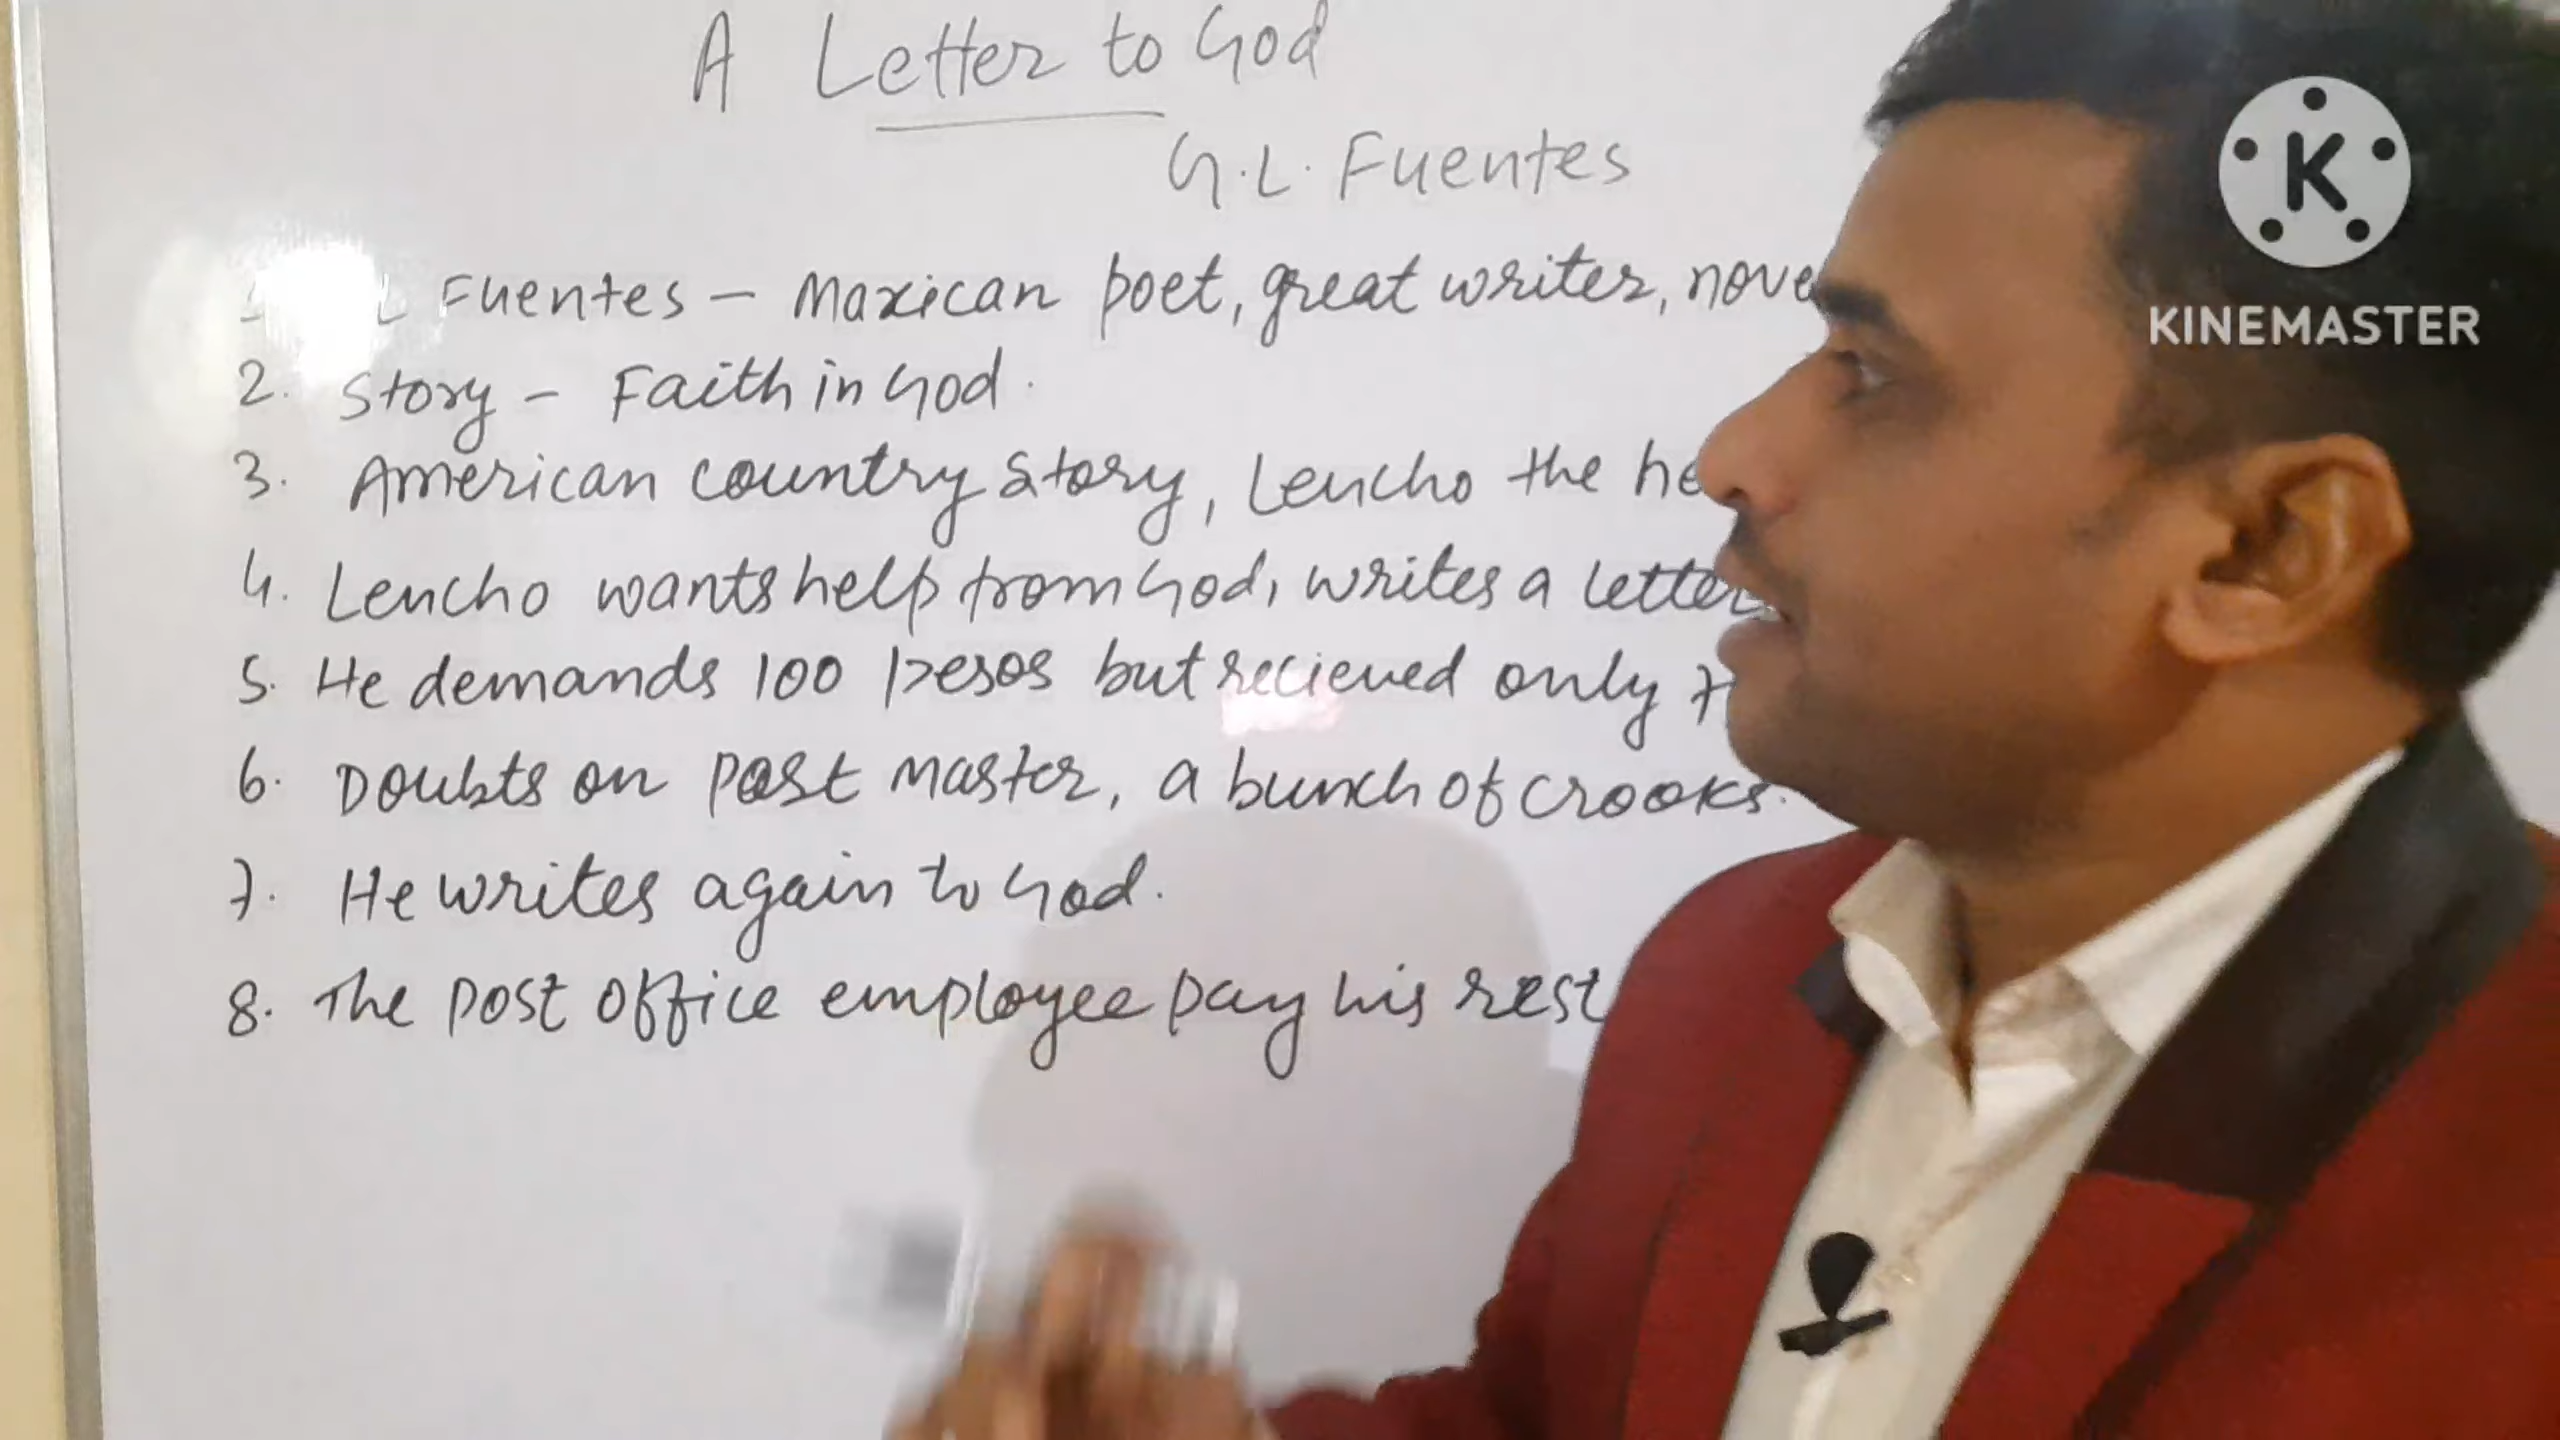 A Letter to God
G.L. Fuentes
L Fuentes – Maxican poet, great writer, nove
2. Story – Faith in God.
3. American country story, Lencho the he
4. Lencho wants help from God, writes a letter
5. He demands 100 pesos but recieved only 7
6. Doubts on post master, a bunch of crooks.
7. He writes again to God.
8. The post office employee pay his rest
K
KINEMASTER